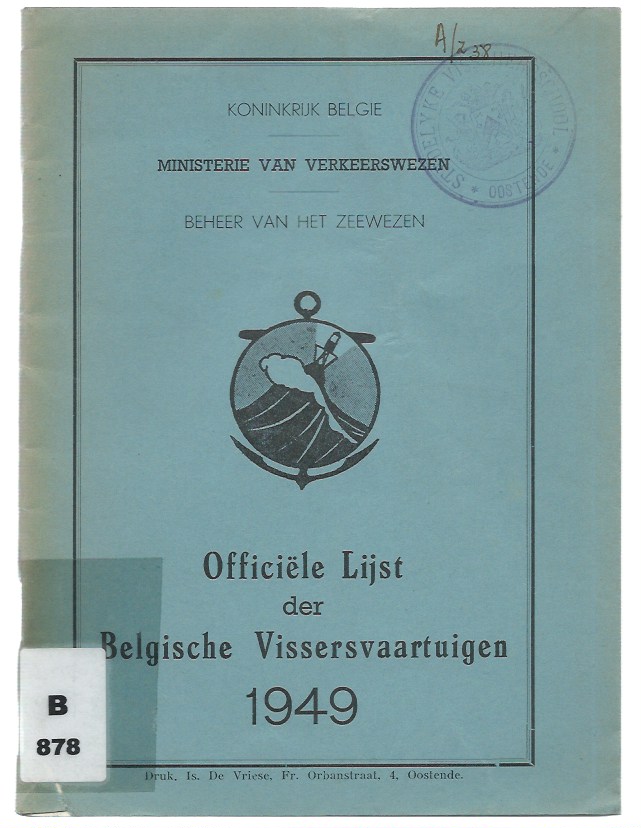 A/z 38
KONINKRIJK BELGIE
MINISTERIE VAN VERKEERSWEZEN
BEHEER VAN HET ZEEWEZEN
OOSTENDE
Officiële Lijst
der
Belgische Vissersvaartuigen
1949
B
878
Druk. Is. De Vriese, Fr. Orbanstraat, 4, Oostende.